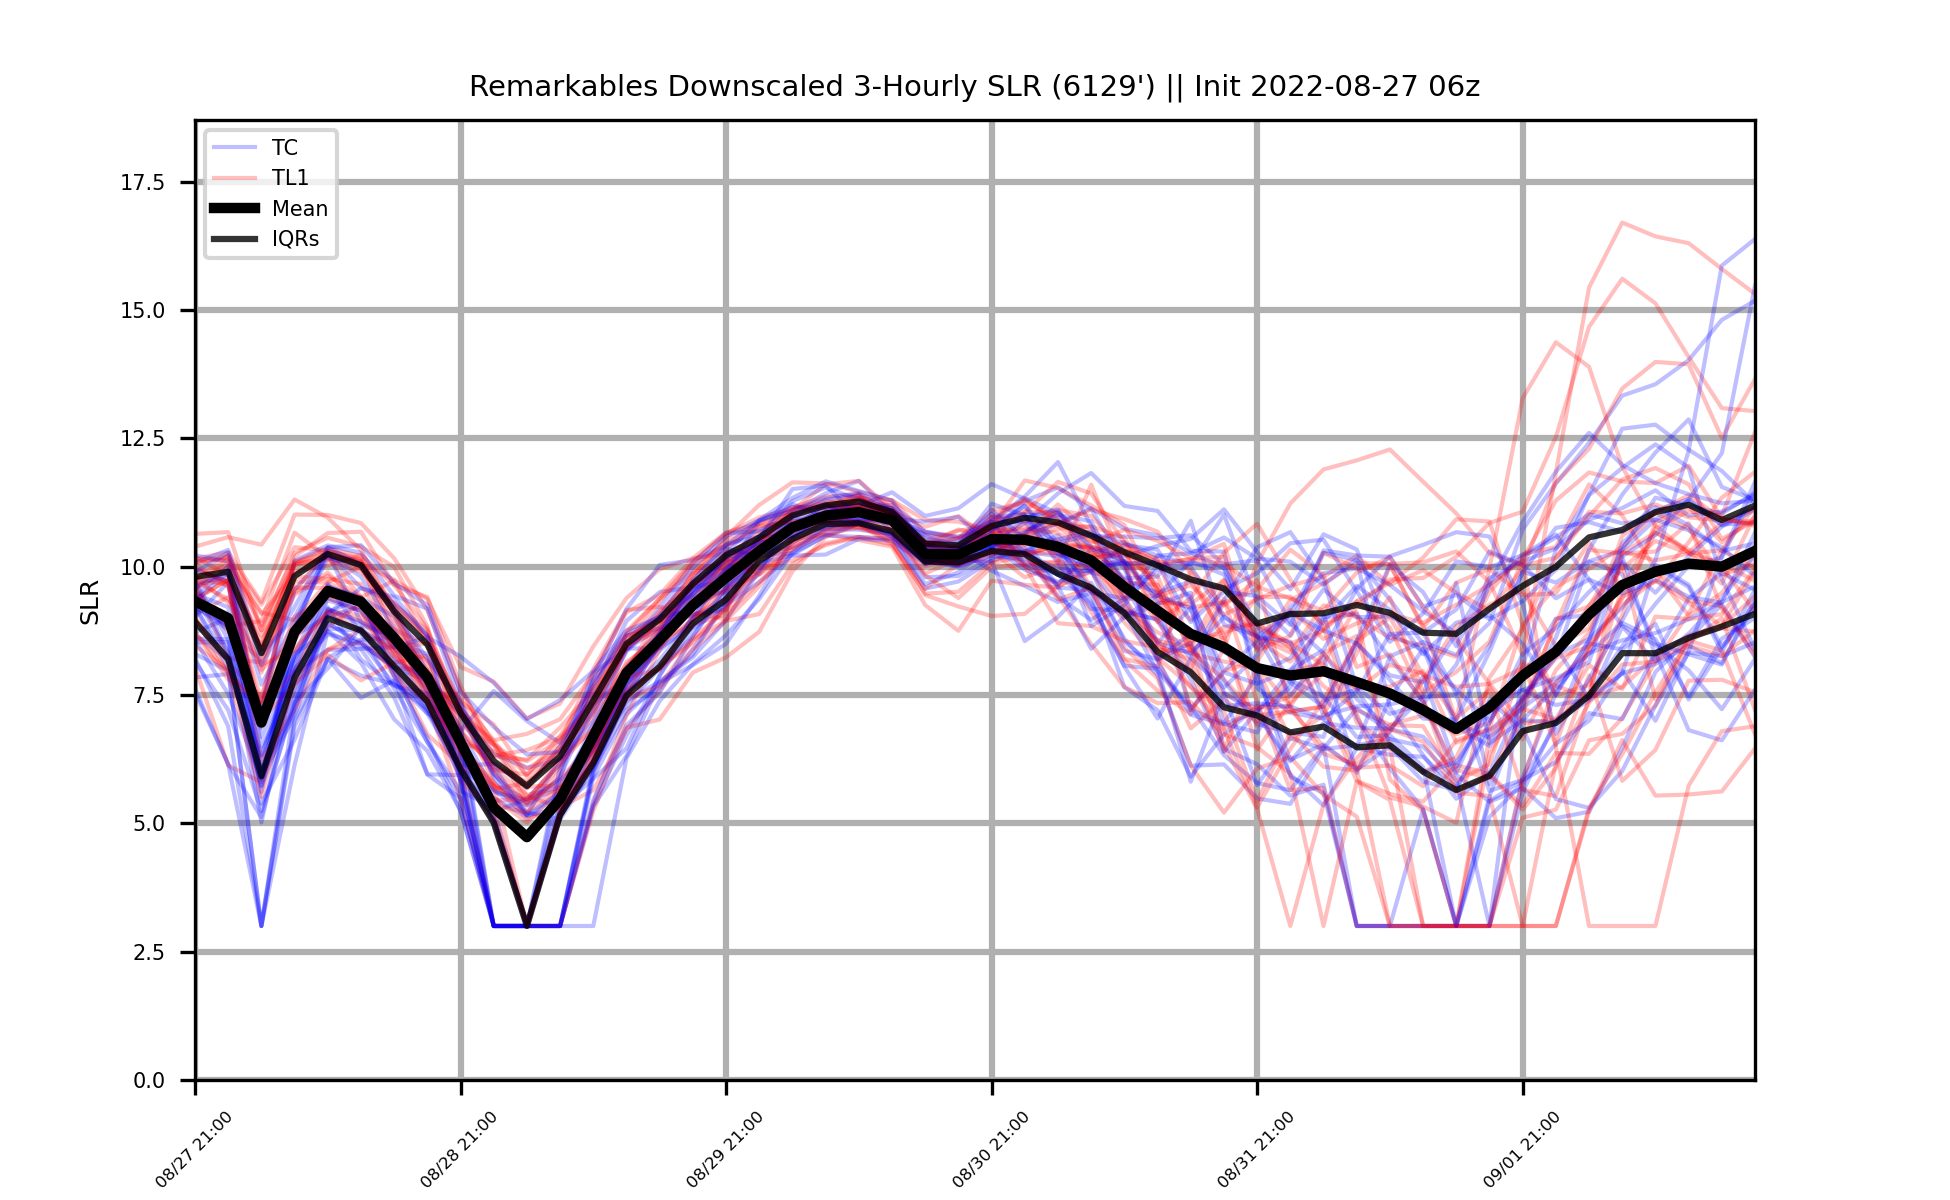 Remarkables Downscaled 3-Hourly SLR (6129') || Init 2022-08-27 06z
TC
TL1
Mean
IQRs
17.5
15.0
12.5
10.0
7.5
5.0
2.5
0.0
SLR
08/27 21:00
08/28 21:00
08/29 21:00
08/30 21:00
08/31 21:00
09/01 21:00